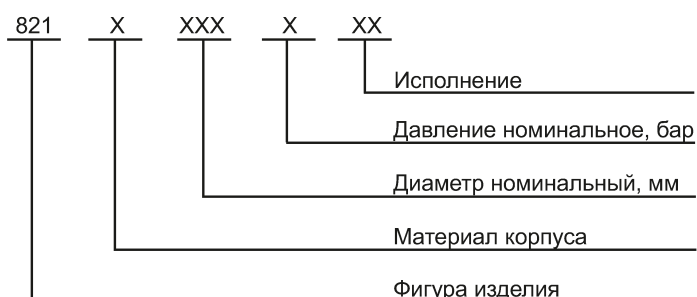 821 X XXX X XX
Исполнение
Давление номинальное, бар
Диаметр номинальный, мм
Материал корпуса
Фигура изделия